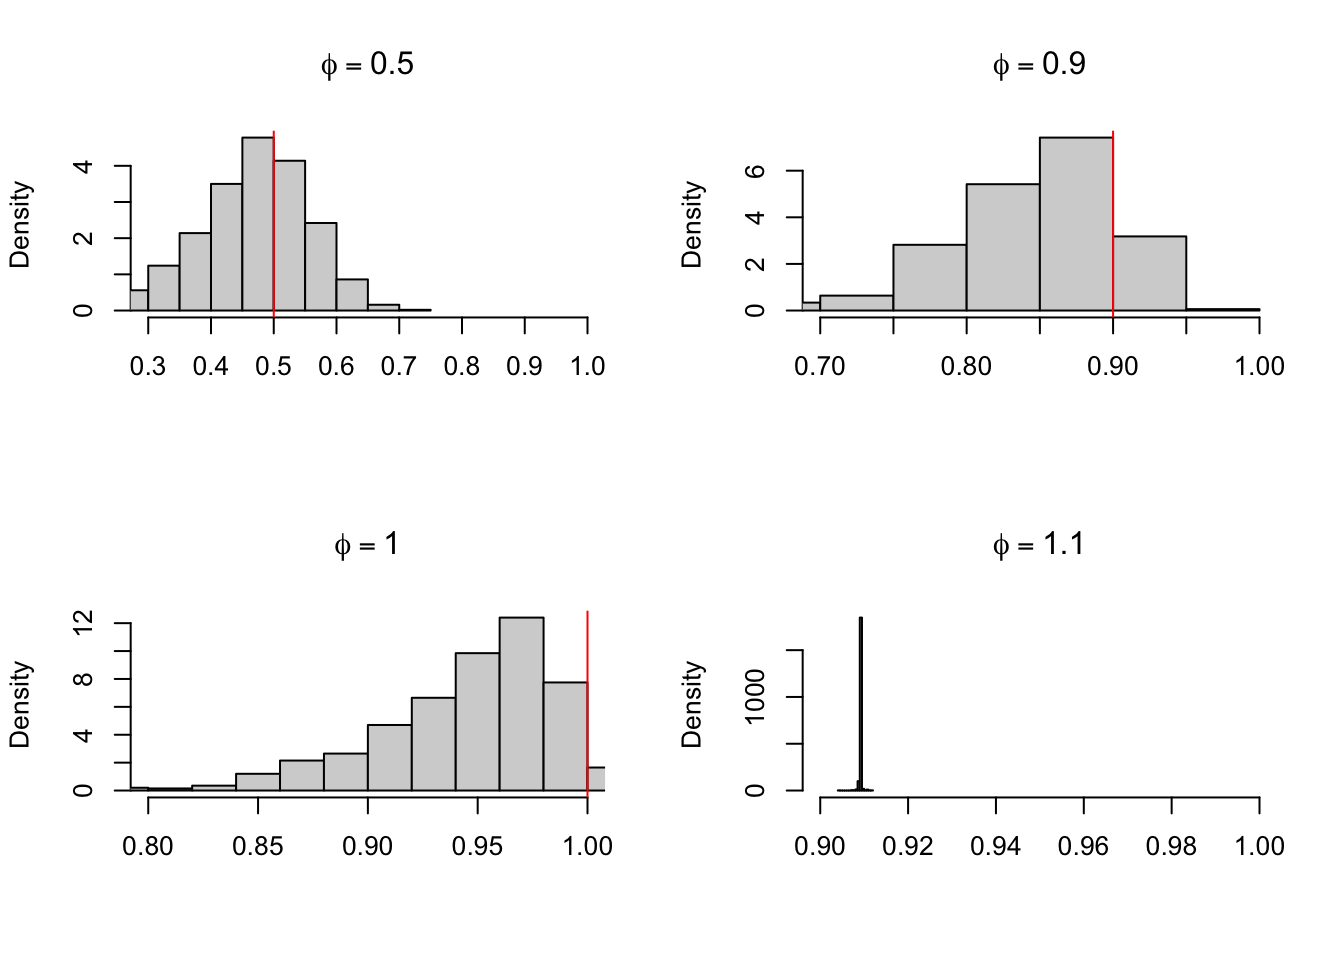 ϕ = 0.5
Density
0 2 4
0.3 0.4 0.5 0.6 0.7 0.8 0.9 1.0
ϕ = 0.9
Density
0 2 4 6
0.70 0.80 0.90 1.00
ϕ = 1
Density
0 4 8 12
0.80 0.85 0.90 0.95 1.00
ϕ = 1.1
Density
0 1000
0.90 0.92 0.94 0.96 0.98 1.00